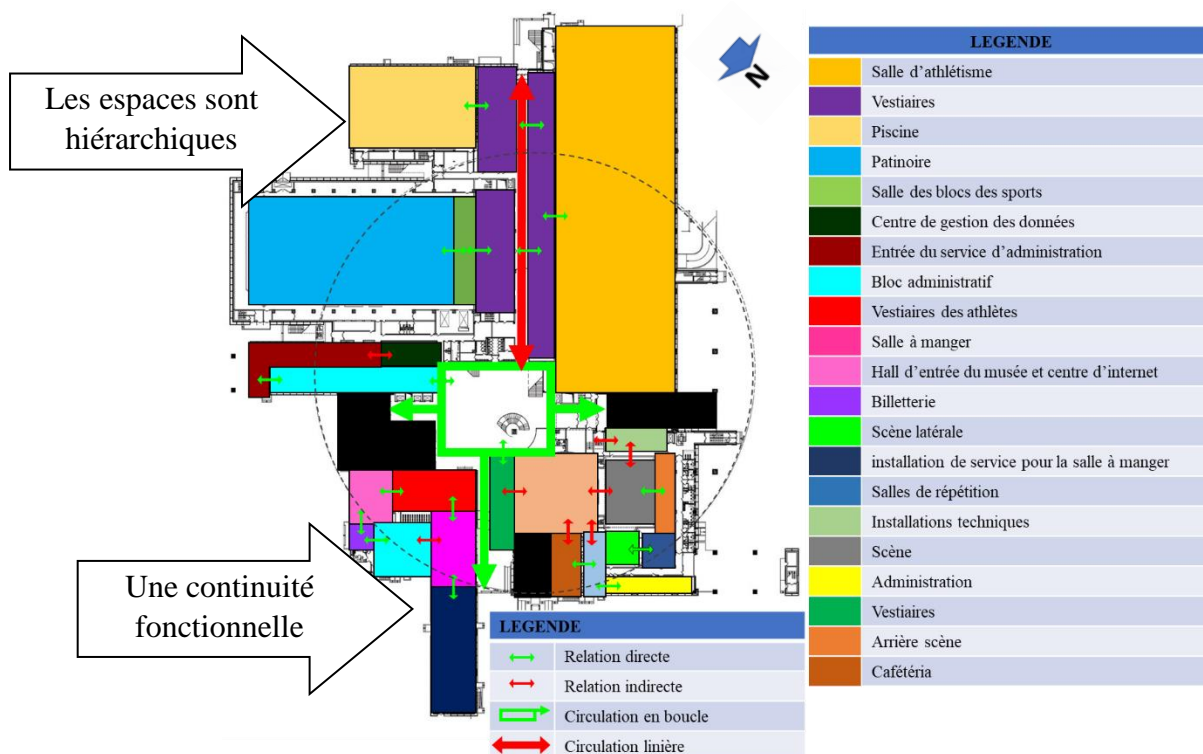 Les espaces sont
hiérarchiques
Une continuité
fonctionnelle
N
LEGENDE
Salle d'athlétisme
Vestiaires
Piscine
Patinoire
Salle des blocs des sports
Centre de gestion des données
Entrée du service d'administration
Bloc administratif
Vestiaires des athlètes
Salle à manger
Hall d'entrée du musée et centre d'internet
Billetterie
Scène latérale
installation de service pour la salle à manger
Salles de répétition
Installations techniques
Scène
Administration
Vestiaires
Arrière scène
Cafétéria
LEGENDE
Relation directe
Relation indirecte
Circulation en boucle
Circulation linière